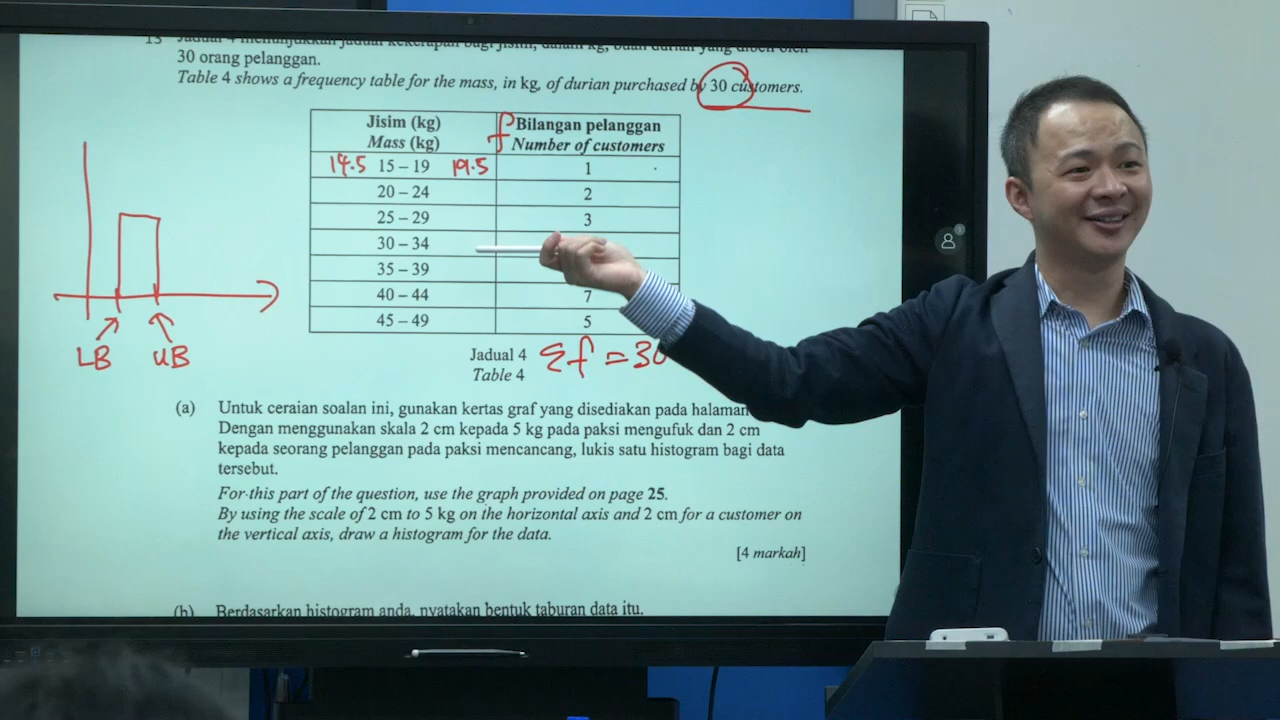 30 orang pelanggan.
Table 4 shows a frequency table for the mass, in kg, of durian purchased by 30 customers.
Jisim (kg)
Mass (kg)
f Bilangan pelanggan
Number of customers
14.5 15 – 19 19.5 1
20 – 24 2
25 – 29 3
30 – 34
35 – 39
40 – 44 7
45 – 49 5
LB UB
Jadual 4
Table 4
Σf = 30
(a) Untuk ceraian soalan ini, gunakan kertas graf yang disediakan pada halaman
Dengan menggunakan skala 2 cm kepada 5 kg pada paksi mengufuk dan 2 cm
kepada seorang pelanggan pada paksi mencancang, lukis satu histogram bagi data
tersebut.
For this part of the question, use the graph provided on page 25.
By using the scale of 2 cm to 5 kg on the horizontal axis and 2 cm for a customer on
the vertical axis, draw a histogram for the data.
[4 markah]
(b) Berdasarkan histogram anda, nyatakan bentuk taburan data itu.